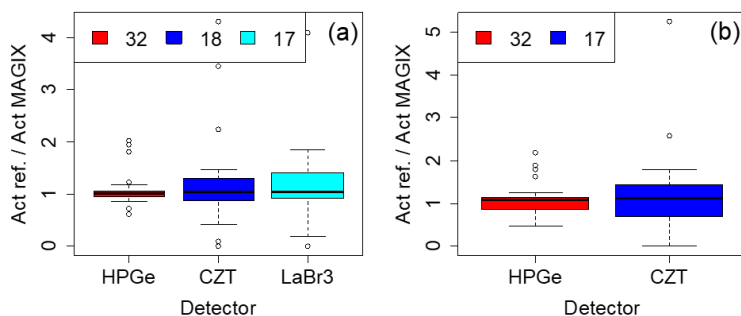 32 18 17 (a)
Act ref. / Act MAGIX
4
3
2
1
0
HPGe CZT LaBr3
Detector
32 17 (b)
Act ref. / Act MAGIX
5
4
3
2
1
0
HPGe CZT
Detector